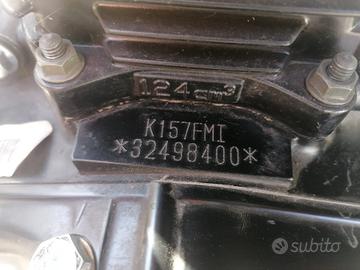 124cm³
K157FMI
*32498400*
subito